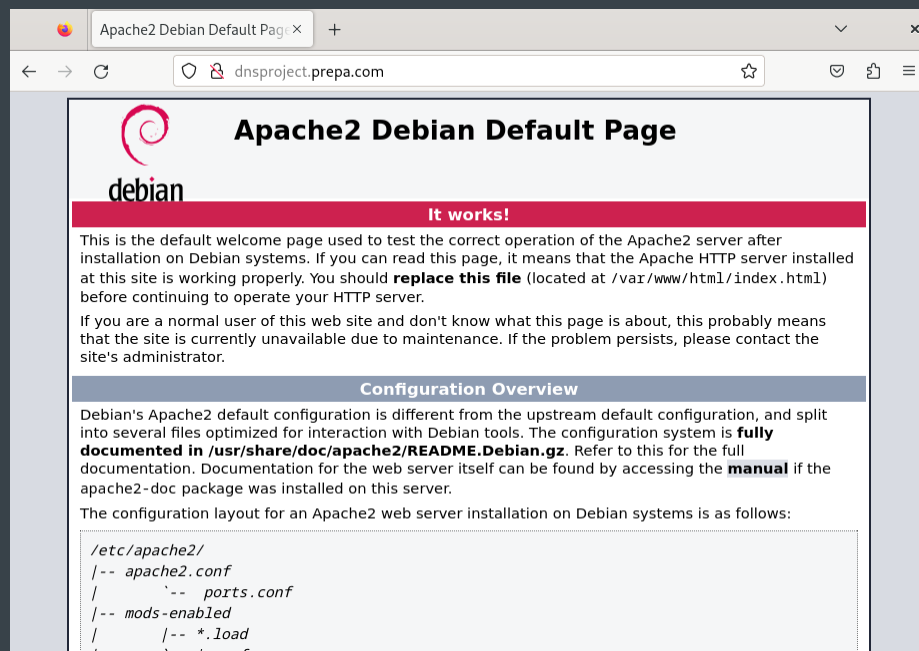 Apache2 Debian Default Page
dnsproject.prepa.com
Apache2 Debian Default Page
debian
It works!
This is the default welcome page used to test the correct operation of the Apache2 server after
installation on Debian systems. If you can read this page, it means that the Apache HTTP server installed
at this site is working properly. You should replace this file (located at /var/www/html/index.html)
before continuing to operate your HTTP server.
If you are a normal user of this web site and don't know what this page is about, this probably means
that the site is currently unavailable due to maintenance. If the problem persists, please contact the
site's administrator.
Configuration Overview
Debian's Apache2 default configuration is different from the upstream default configuration, and split
into several files optimized for interaction with Debian tools. The configuration system is fully
documented in /usr/share/doc/apache2/README.Debian.gz. Refer to this for the full
documentation. Documentation for the web server itself can be found by accessing the manual if the
apache2-doc package was installed on this server.
The configuration layout for an Apache2 web server installation on Debian systems is as follows:
/etc/apache2/
|-- apache2.conf
|       `--  ports.conf
|-- mods-enabled
|       |-- *.load